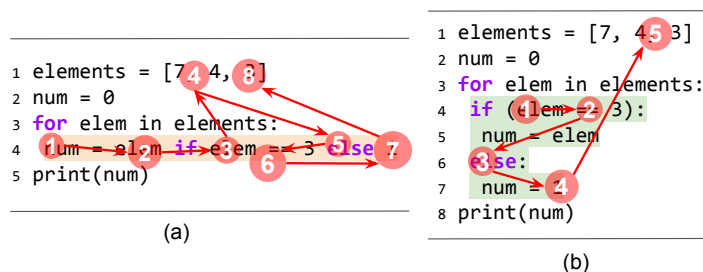 1 elements = [7, 4, 3]
2 num = 0
3 for elem in elements:
4 num = elem if elem == 3 else 1
5 print(num)
4 8
1 2 3 5 7
6
(a)
1 elements = [7, 4, 3]
2 num = 0
3 for elem in elements:
4 if (elem == 3):
5 num = elem
6 else:
7 num = 1
8 print(num)
5
1 2
3
4
(b)